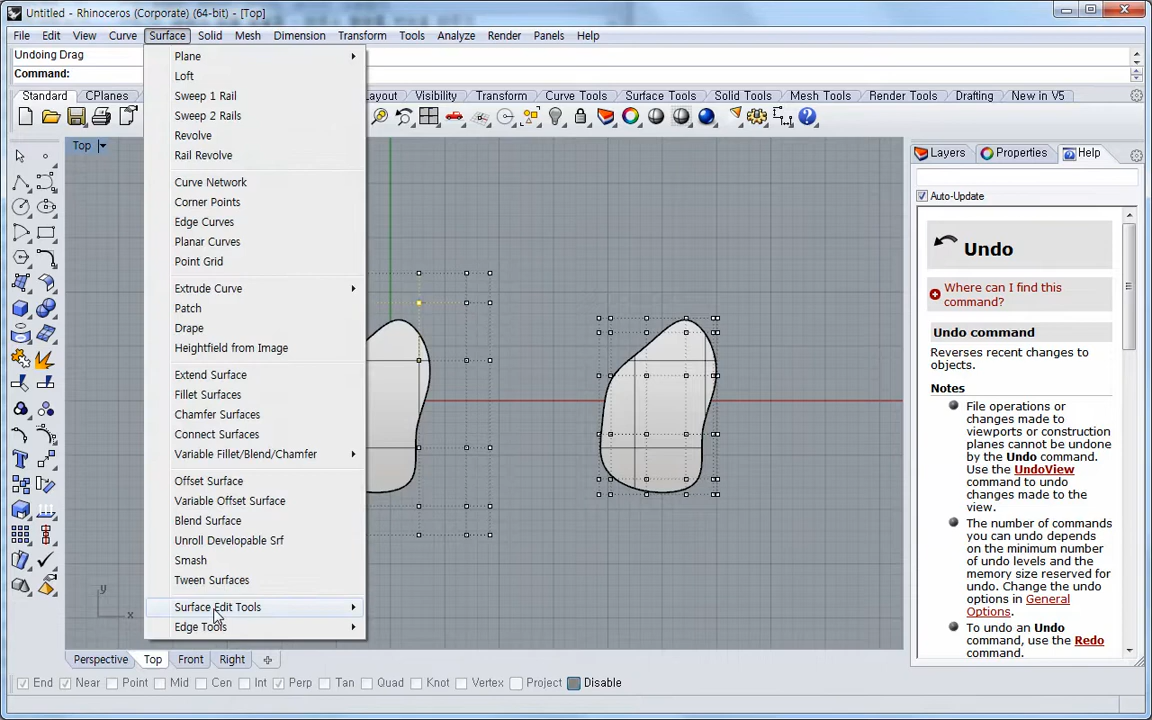 Untitled - Rhinoceros (Corporate) (64-bit) - [Top]
File Edit View Curve Surface Solid Mesh Dimension Transform Tools Analyze Render Panels Help
Undoing Drag
Command:
Standard CPlanes Layout Visibility Transform Curve Tools Surface Tools Solid Tools Mesh Tools Render Tools Drafting New in V5
Plane
Loft
Sweep 1 Rail
Sweep 2 Rails
Revolve
Rail Revolve
Curve Network
Corner Points
Edge Curves
Planar Curves
Point Grid
Extrude Curve
Patch
Drape
Heightfield from Image
Extend Surface
Fillet Surfaces
Chamfer Surfaces
Connect Surfaces
Variable Fillet/Blend/Chamfer
Offset Surface
Variable Offset Surface
Blend Surface
Unroll Developable Srf
Smash
Tween Surfaces
Surface Edit Tools
Edge Tools
Top
y
x
Layers Properties Help
Auto-Update
Undo
Where can I find this
command?
Undo command
Reverses recent changes to
objects.
Notes
File operations or
changes made to
viewports or construction
planes cannot be undone
by the Undo command.
Use the UndoView
command to undo
changes made to the
view.
The number of commands
you can undo depends
on the minimum number
of undo levels and the
memory size reserved for
undo. Change the undo
options in General
Options.
To undo an Undo
command, use the Redo
command.
Perspective Top Front Right
End Near Point Mid Cen Int Perp Tan Quad Knot Vertex Project Disable